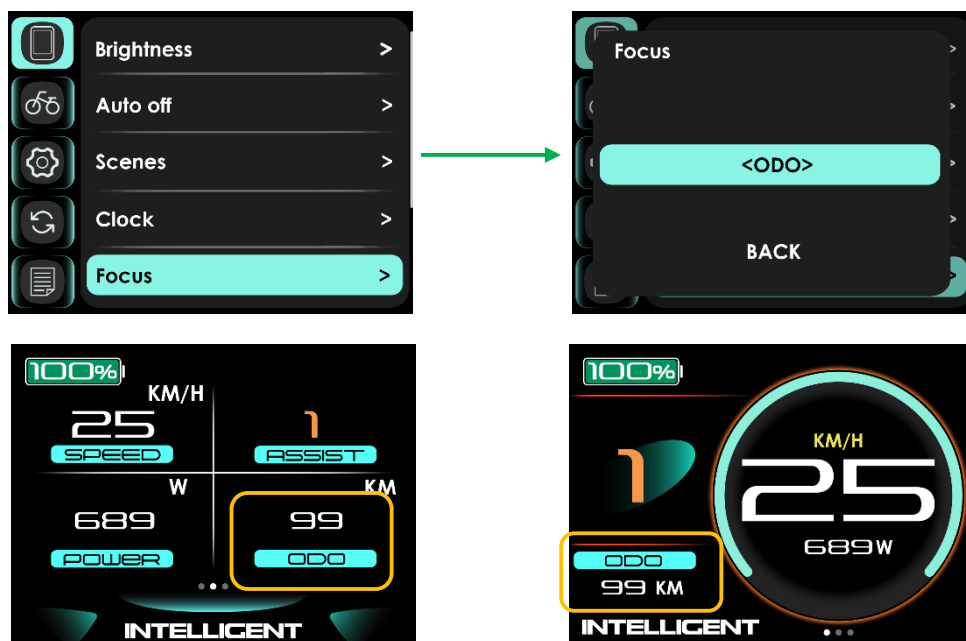 Brightness >
Auto off >
Scenes >
Clock >
Focus >
Focus
<ODO>
BACK
100%
KM/H
25
SPEED
1
ASSIST
W
689
POWER
KM
99
ODO
INTELLIGENT
100%
1
KM/H
25
689W
ODO
99 KM
INTELLIGENT